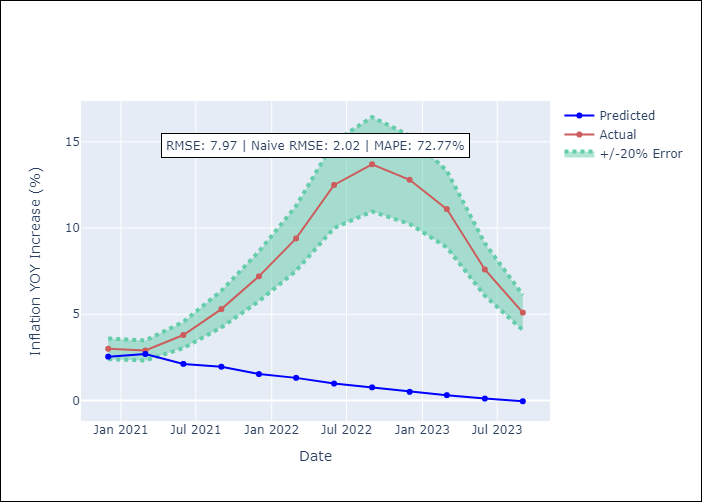 Predicted
Actual
+/-20% Error
RMSE: 7.97 | Naive RMSE: 2.02 | MAPE: 72.77%
15
10
5
0
Inflation YOY Increase (%)
Jan 2021 Jul 2021 Jan 2022 Jul 2022 Jan 2023 Jul 2023
Date